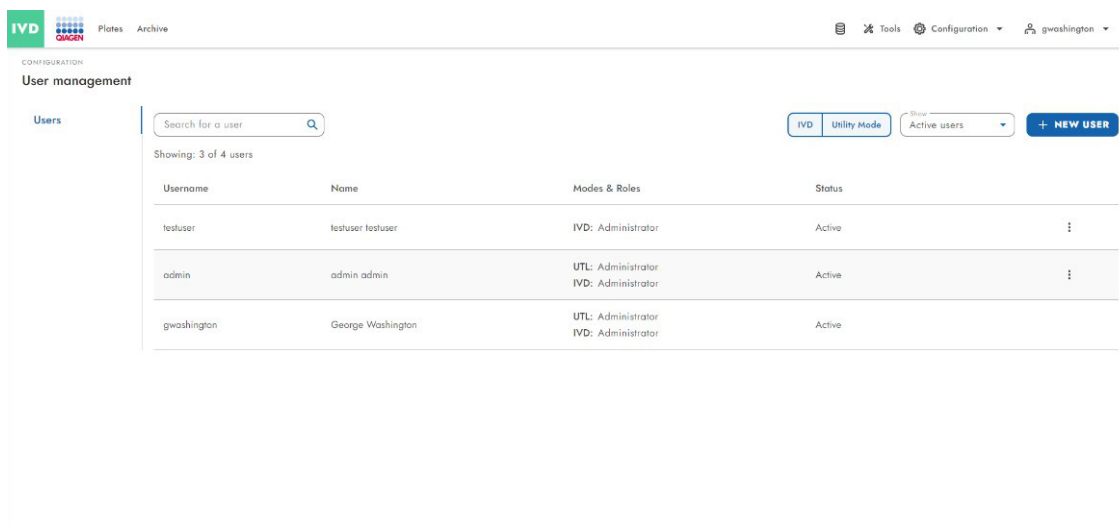 IVD QIAGEN Plates Archive Tools Configuration gwashington
CONFIGURATION
User management
Users
Search for a user IVD Utility Mode Show Active users + NEW USER
Showing: 3 of 4 users
Username Name Modes & Roles Status
testuser testuser testuser IVD: Administrator Active
UTL: Administrator
admin admin admin Active
IVD: Administrator
UTL: Administrator
gwashington George Washington Active
IVD: Administrator